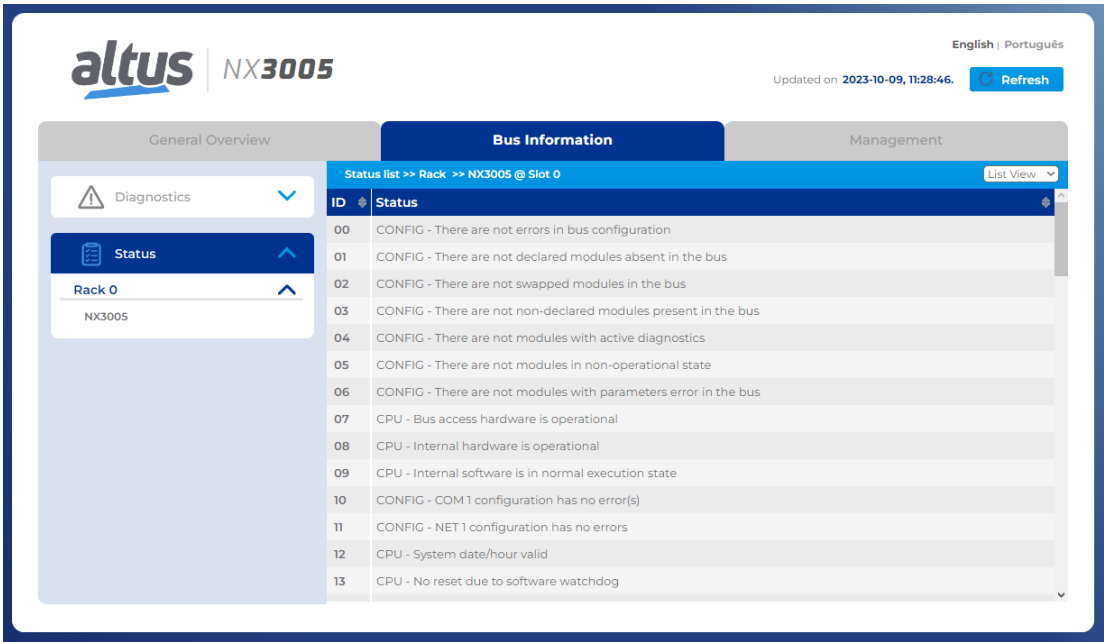 English | Português
altus NX3005
Updated on 2023-10-09, 11:28:46. Refresh
General Overview Bus Information Management
Diagnostics
Status
Rack 0
NX3005
Status list >> Rack >> NX3005 @ Slot 0 List View
ID Status
00 CONFIG - There are not errors in bus configuration
01 CONFIG - There are not declared modules absent in the bus
02 CONFIG - There are not swapped modules in the bus
03 CONFIG - There are not non-declared modules present in the bus
04 CONFIG - There are not modules with active diagnostics
05 CONFIG - There are not modules in non-operational state
06 CONFIG - There are not modules with parameters error in the bus
07 CPU - Bus access hardware is operational
08 CPU - Internal hardware is operational
09 CPU - Internal software is in normal execution state
10 CONFIG - COM 1 configuration has no error(s)
11 CONFIG - NET 1 configuration has no errors
12 CPU - System date/hour valid
13 CPU - No reset due to software watchdog